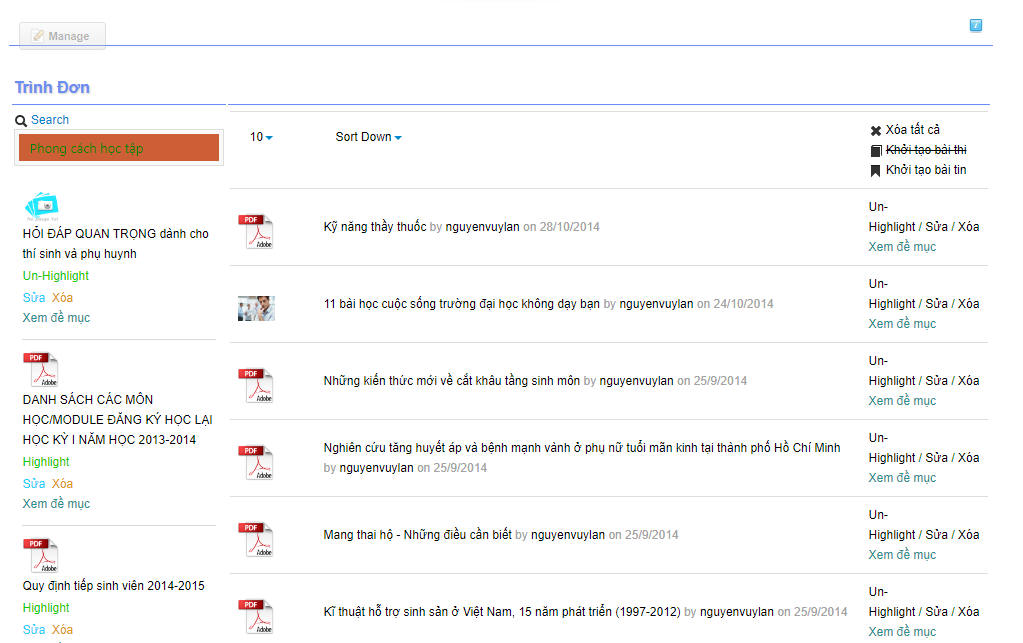 Manage
Trình Đơn
Search
Phong cách học tập
HỎI ĐÁP QUAN TRỌNG dành cho
thí sinh và phụ huynh
Un-Highlight
Sửa Xóa
Xem đề mục
PDF
Adobe
DANH SÁCH CÁC MÔN
HỌC/MODULE ĐĂNG KÝ HỌC LẠI
HỌC KỲ I NĂM HỌC 2013-2014
Highlight
Sửa Xóa
Xem đề mục
PDF
Adobe
Quy định tiếp sinh viên 2014-2015
Highlight
Sửa Xóa
10
Sort Down
Xóa tất cả
Khởi tạo bài thi
Khởi tạo bài tin
PDF
Adobe
Kỹ năng thầy thuốc by nguyenvuylan on 28/10/2014
Un-
Highlight / Sửa / Xóa
Xem đề mục
11 bài học cuộc sống trường đại học không dạy bạn by nguyenvuylan on 24/10/2014
Un-
Highlight / Sửa / Xóa
Xem đề mục
PDF
Adobe
Những kiến thức mới về cắt khâu tầng sinh môn by nguyenvuylan on 25/9/2014
Un-
Highlight / Sửa / Xóa
Xem đề mục
PDF
Adobe
Nghiên cứu tăng huyết áp và bệnh mạnh vành ở phụ nữ tuổi mãn kinh tại thành phố Hồ Chí Minh
by nguyenvuylan on 25/9/2014
Un-
Highlight / Sửa / Xóa
Xem đề mục
PDF
Adobe
Mang thai hộ - Những điều cần biết by nguyenvuylan on 25/9/2014
Un-
Highlight / Sửa / Xóa
Xem đề mục
PDF
Adobe
Kĩ thuật hỗ trợ sinh sản ở Việt Nam, 15 năm phát triển (1997-2012) by nguyenvuylan on 25/9/2014
Un-
Highlight / Sửa / Xóa
Xem đề mục